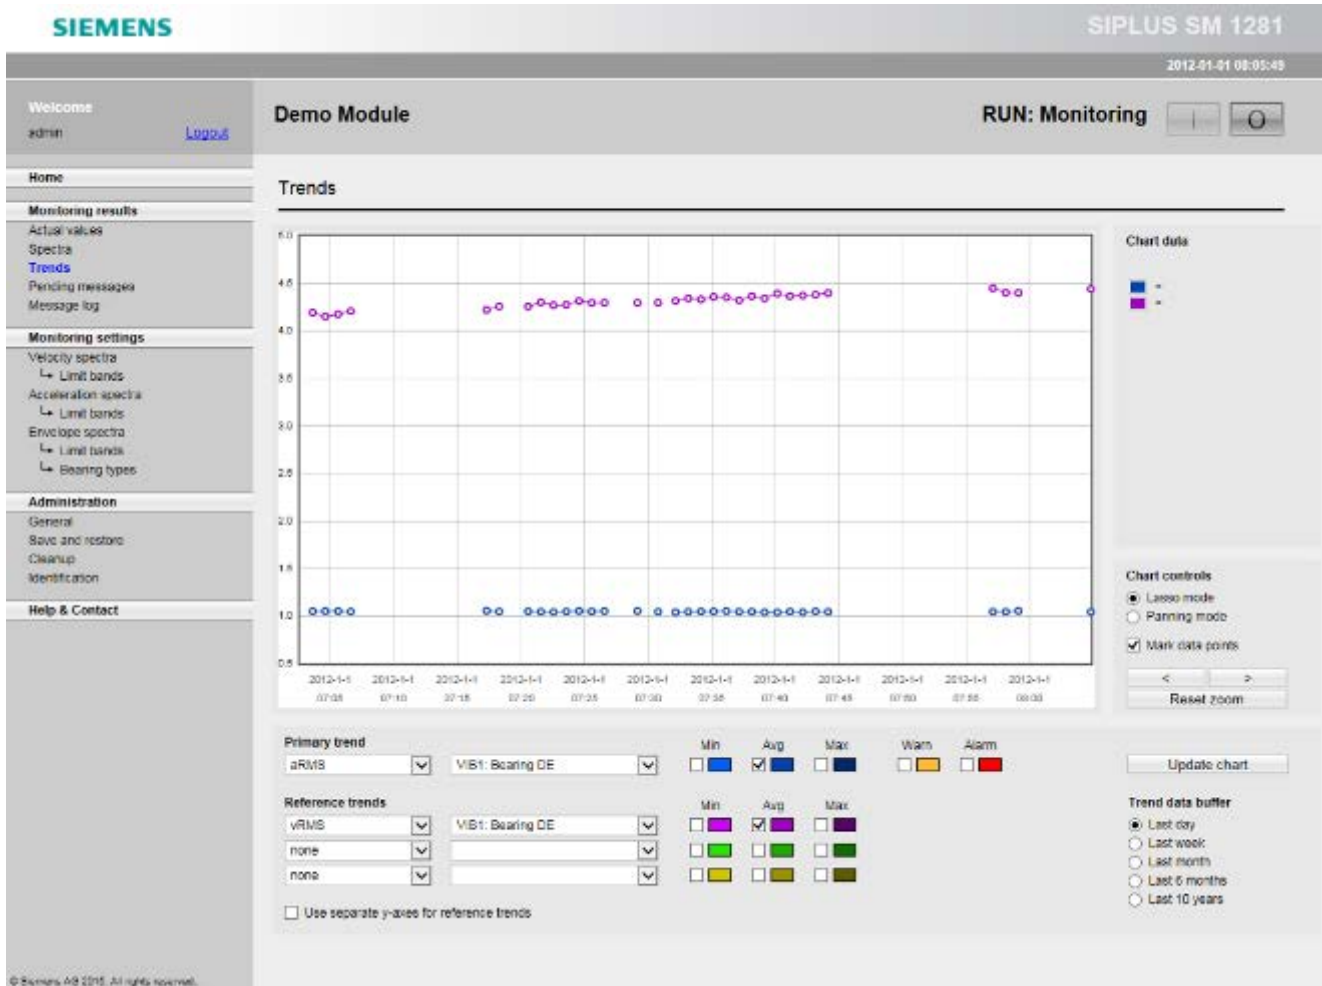 SIEMENS
SIPLUS SM 1281
2012-01-01 08:05:49
Welcome
admin Logout
Demo Module
RUN: Monitoring
I O
Home
Monitoring results
Actual values
Spectra
Trends
Pending messages
Message log
Monitoring settings
Velocity spectra
Limit bands
Acceleration spectra
Limit bands
Envelope spectra
Limit bands
Bearing types
Administration
General
Save and restore
Cleanup
Identification
Help & Contact
Trends
5.0
4.5
4.0
3.5
3.0
2.5
2.0
1.5
1.0
0.5
2012-1-1 2012-1-1 2012-1-1 2012-1-1 2012-1-1 2012-1-1 2012-1-1 2012-1-1 2012-1-1 2012-1-1 2012-1-1 2012-1-1
07:05 07:10 07:15 07:20 07:25 07:30 07:35 07:40 07:45 07:50 07:55 08:00
Chart data
=
=
Chart controls
Lasso mode
Panning mode
Mark data points
< >
Reset zoom
Primary trend Min Avg Max Warn Alarm
aRMS VIB1: Bearing DE
Update chart
Reference trends Min Avg Max
vRMS VIB1: Bearing DE
none
none
Use separate y-axes for reference trends
Trend data buffer
Last day
Last week
Last month
Last 6 months
Last 10 years
© Siemens AG 2015. All rights reserved.